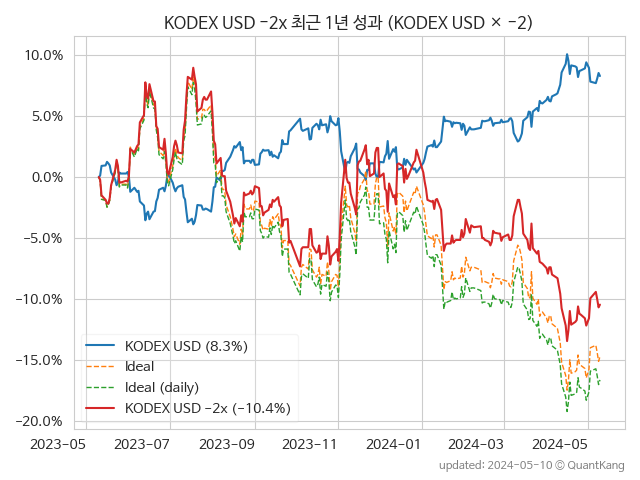 KODEX USD −2x 최근 1년 성과 (KODEX USD × −2)
10.0%
5.0%
0.0%
−5.0%
−10.0%
−15.0%
−20.0%
KODEX USD (8.3%)
Ideal
Ideal (daily)
KODEX USD −2x (−10.4%)
2023-05 2023-07 2023-09 2023-11 2024-01 2024-03 2024-05
updated: 2024-05-10 © QuantKang